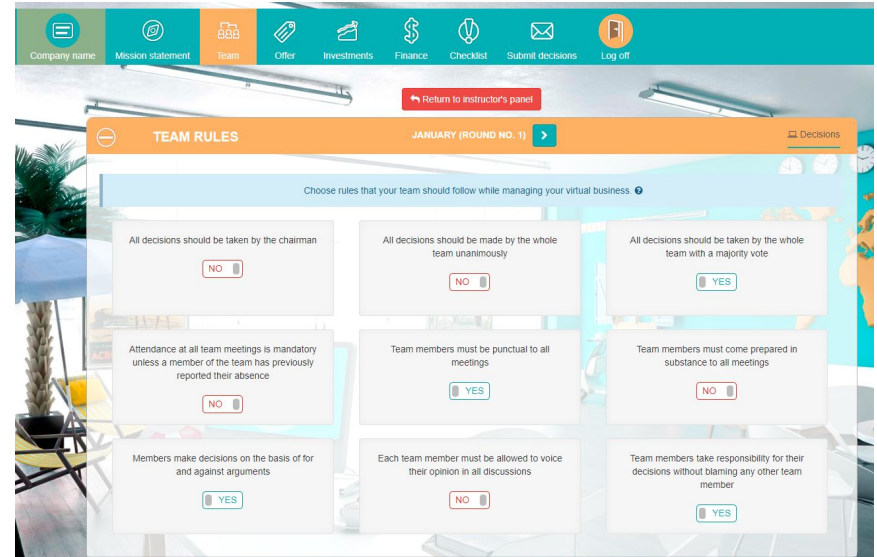 Company name
Mission statement
Team
Offer
Investments
Finance
Checklist
Submit decisions
Log off
Return to instructor's panel
TEAM RULES
JANUARY (ROUND NO. 1)
Decisions
Choose rules that your team should follow while managing your virtual business.
All decisions should be taken by the chairman
NO
All decisions should be made by the whole
team unanimously
NO
All decisions should be taken by the whole
team with a majority vote
YES
Attendance at all team meetings is mandatory
unless a member of the team has previously
reported their absence
NO
Team members must be punctual to all
meetings
YES
Team members must come prepared in
substance to all meetings
NO
Members make decisions on the basis of for
and against arguments
YES
Each team member must be allowed to voice
their opinion in all discussions
NO
Team members take responsibility for their
decisions without blaming any other team
member
YES